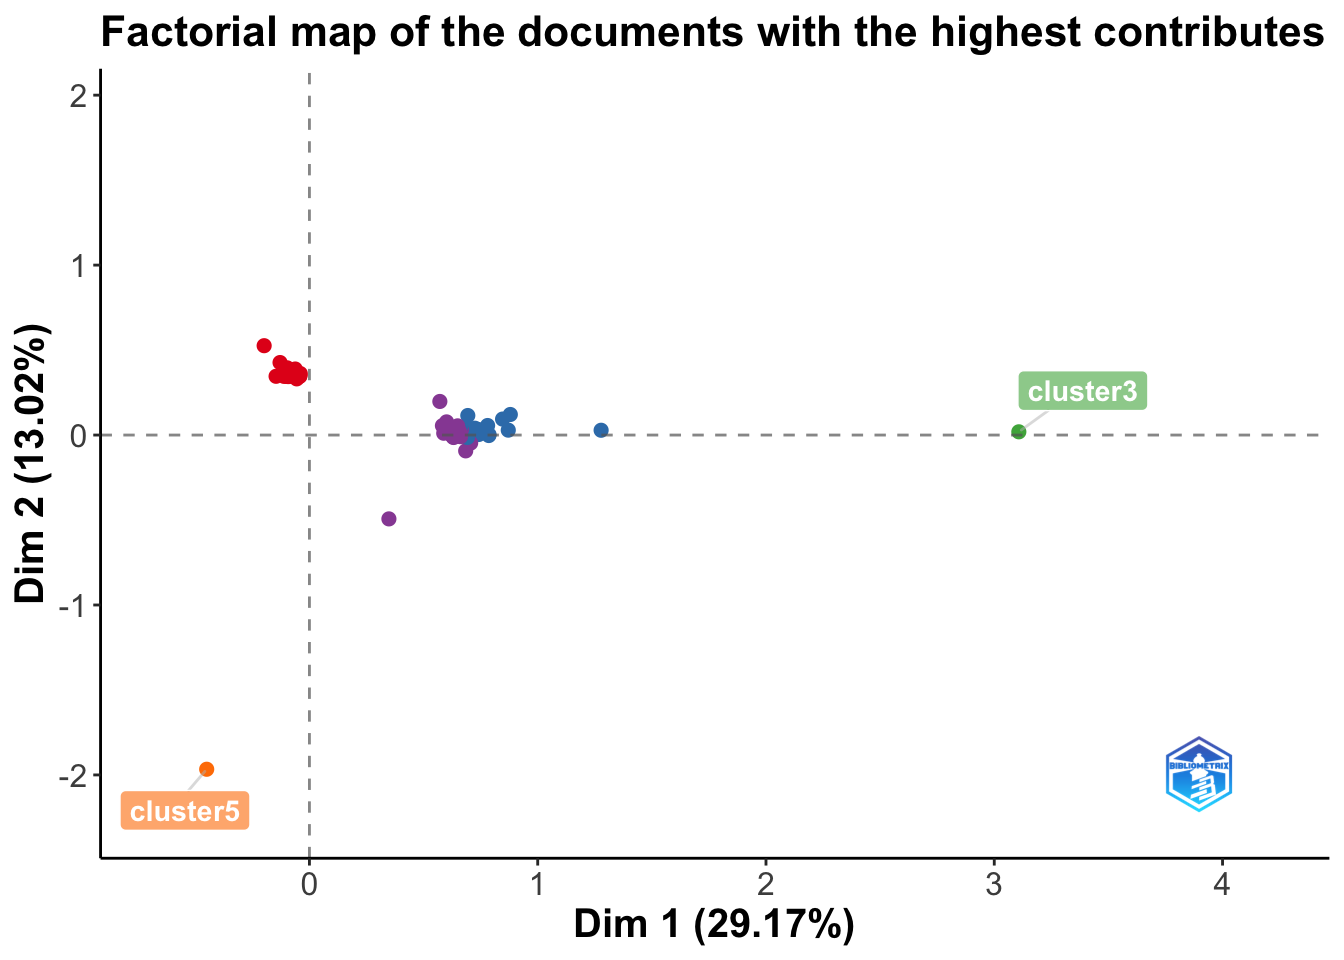 Factorial map of the documents with the highest contributes
2
1
0
-1
-2
Dim 2 (13.02%)
cluster3
cluster5
BIBLIOMETRIX
0 1 2 3 4
Dim 1 (29.17%)